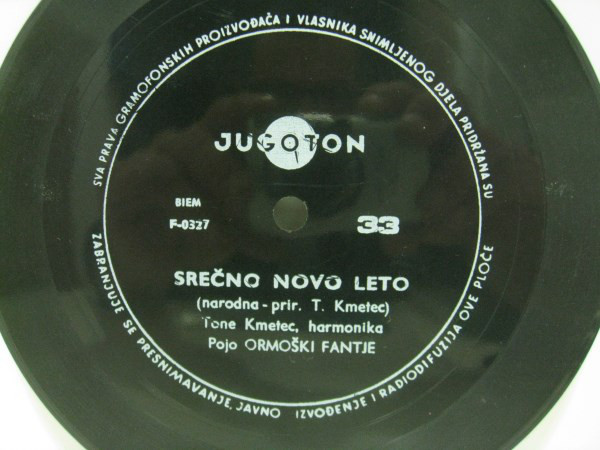 SVA PRAVA GRAMOFONSKIH PROIZVOĐAČA I VLASNIKA SNIMLJENOG DJELA PRIDRŽANA SU
JUGOTON
BIEM
F-0327
33
SREČNO NOVO LETO
(narodna - prir. T. Kmetec)
Tone Kmetec, harmonika
Pojo ORMOŠKI FANTJE
ZABRANJUJE SE PRESNIMAVANJE, JAVNO IZVOĐENJE I RADIODIFUZIJA OVE PLOČE